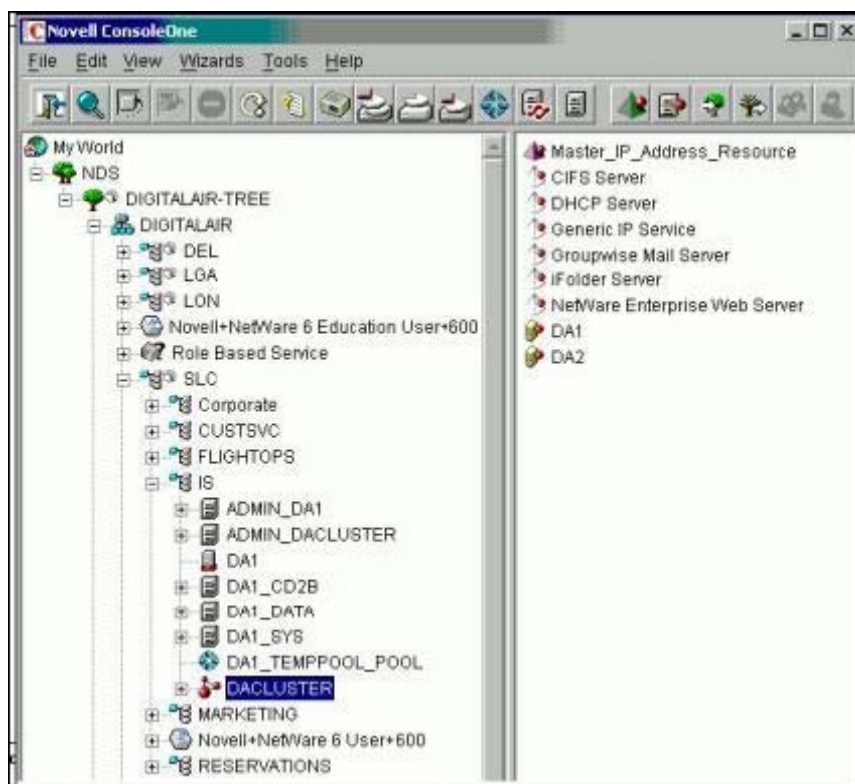 Novell ConsoleOne
File Edit View Wizards Tools Help
My World
NDS
DIGITALAIR-TREE
DIGITALAIR
DEL
LGA
LON
Novell+NetWare 6 Education User+600
Role Based Service
SLC
Corporate
CUSTSVC
FLIGHTOPS
IS
ADMIN_DA1
ADMIN_DACLUSTER
DA1
DA1_CD2B
DA1_DATA
DA1_SYS
DA1_TEMPPOOL_POOL
DACLUSTER
MARKETING
Novell+NetWare 6 User+600
RESERVATIONS
Master_IP_Address_Resource
CIFS Server
DHCP Server
Generic IP Service
Groupwise Mail Server
iFolder Server
NetWare Enterprise Web Server
DA1
DA2